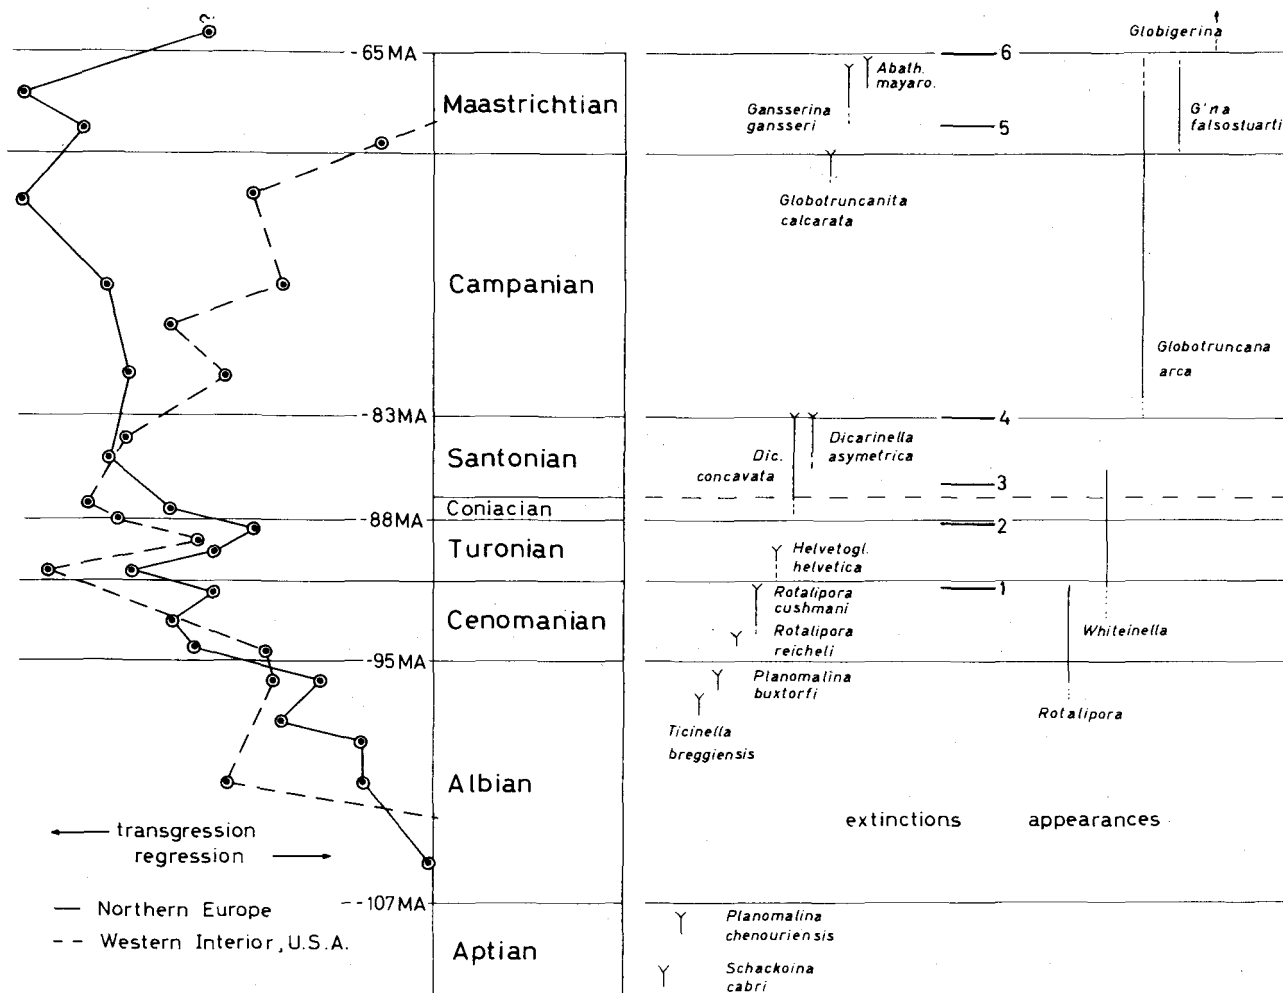 ?
-65 MA
Maastrichtian
Campanian
-83 MA
Santonian
Coniacian
-88 MA
Turonian
Cenomanian
-95 MA
Albian
--107 MA
Aptian
transgression
regression
— Northern Europe
-- Western Interior, U.S.A.
6
5
4
3
2
1
Globigerina
Abath.
mayaro.
Gansserina
gansseri
G'na
falsostuarti
Globotruncanita
calcarata
Globotruncana
arca
Dicarinella
asymetrica
Dic.
concavata
Helvetogl.
helvetica
Rotalipora
cushmani
Rotalipora
reicheli
Whiteinella
Planomalina
buxtorfi
Rotalipora
Ticinella
breggiensis
extinctions appearances
Planomalina
chenouriensis
Schackoina
cabri